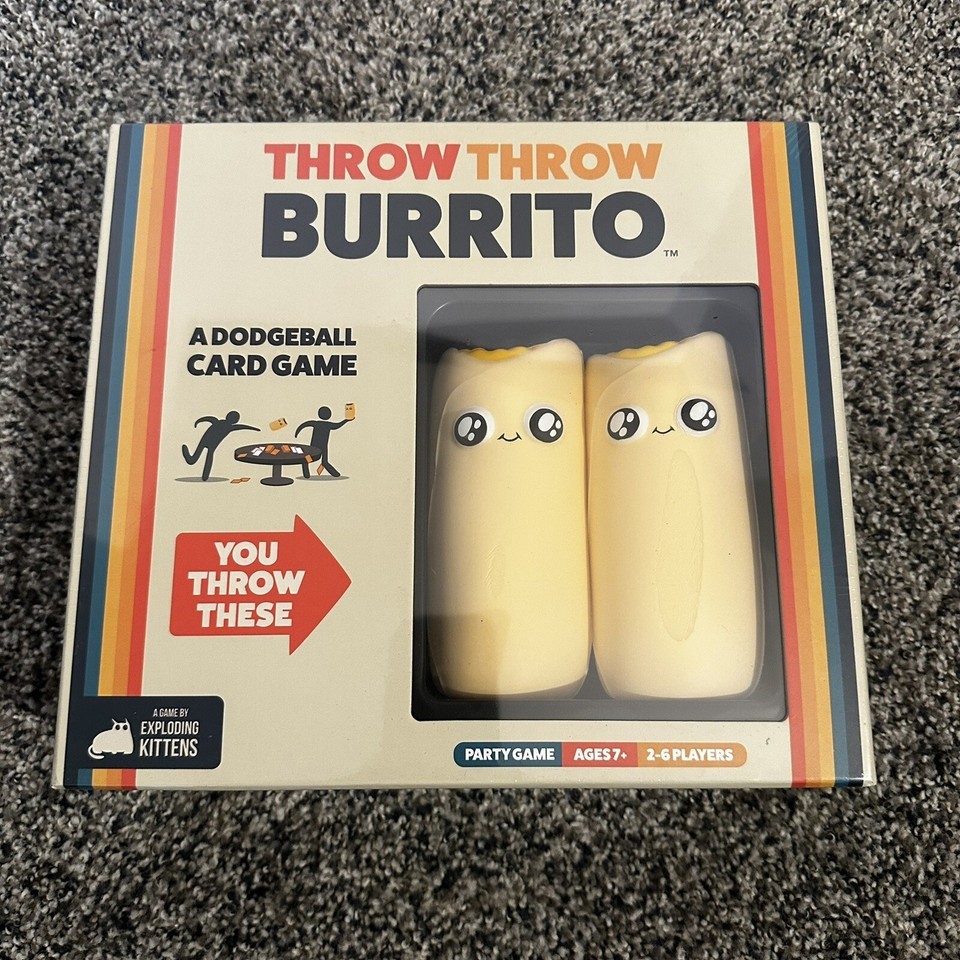 THROW THROW
BURRITO
TM
A DODGEBALL
CARD GAME
YOU
THROW
THESE
A GAME BY
EXPLODING
KITTENS
PARTY GAME AGES 7+ 2-6 PLAYERS